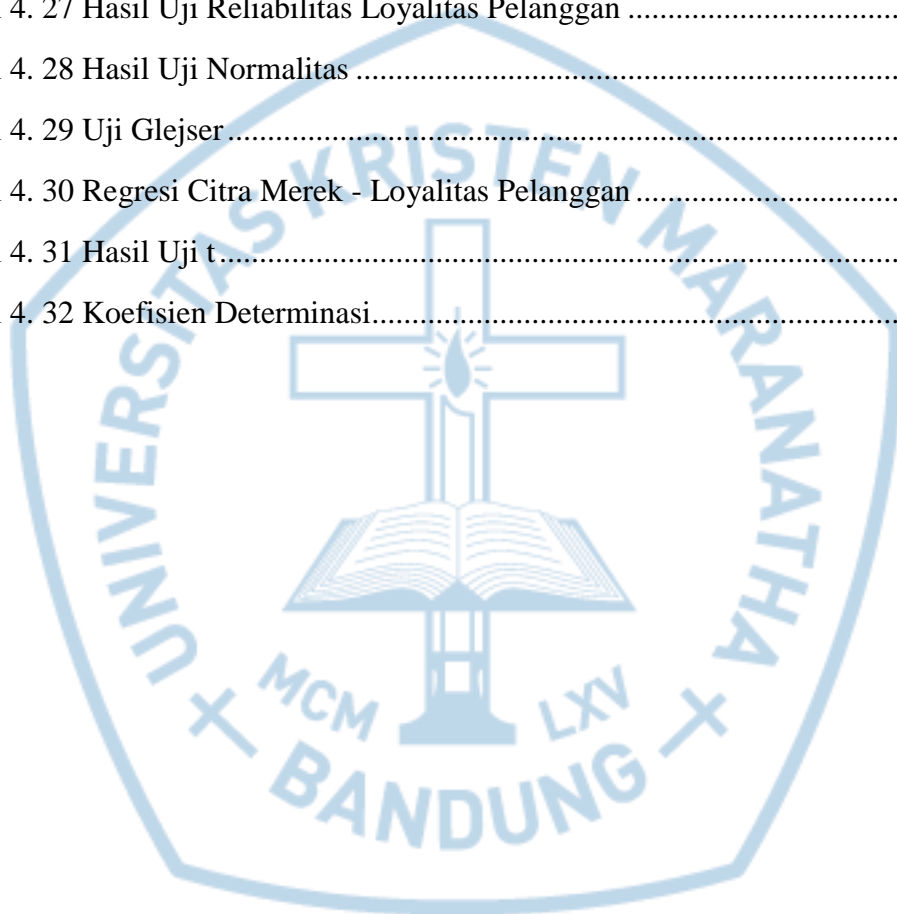 4. 27 Hasil Uji Reliabilitas Loyalitas Pelanggan ..................................
4. 28 Hasil Uji Normalitas ....................................................................
4. 29 Uji Glejser....................................................................................
4. 30 Regresi Citra Merek - Loyalitas Pelanggan .................................
4. 31 Hasil Uji t.....................................................................................
4. 32 Koefisien Determinasi..................................................................
UNIVERSITAS KRISTEN MARANATHA
MCM LXV
BANDUNG